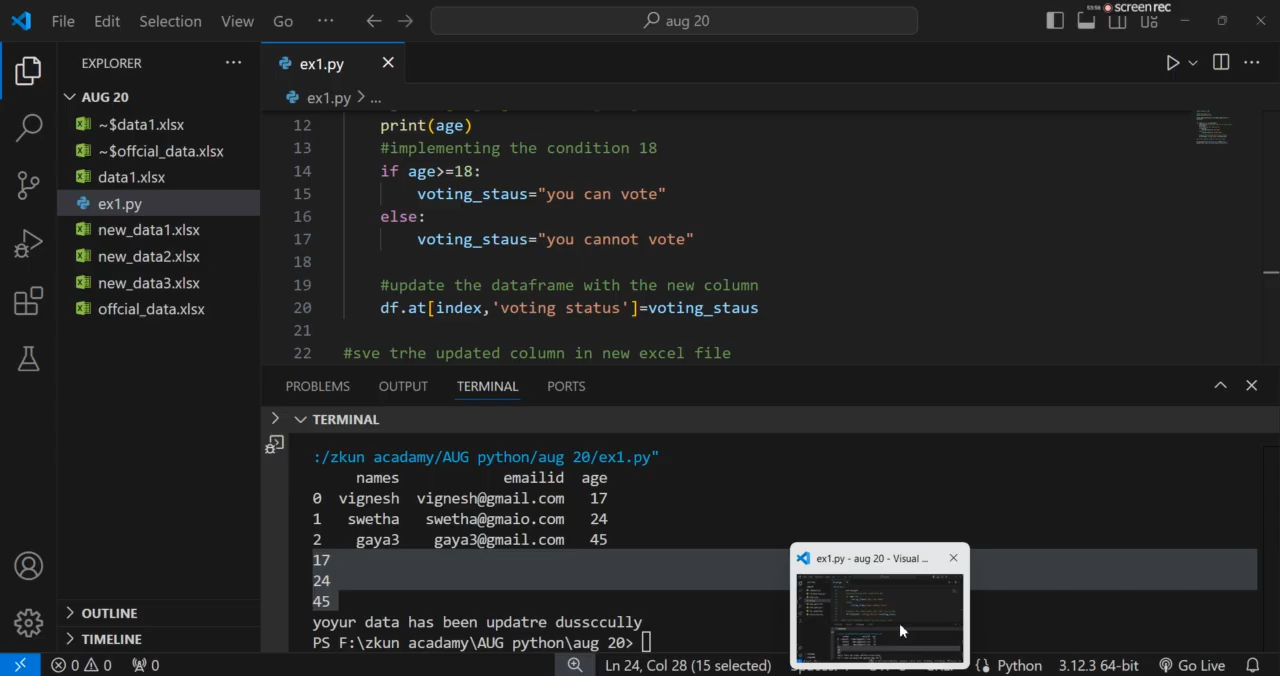 File Edit Selection View Go ··· aug 20 screenrec
EXPLORER ···
AUG 20
~$data1.xlsx
~$offcial_data.xlsx
data1.xlsx
ex1.py
new_data1.xlsx
new_data2.xlsx
new_data3.xlsx
offcial_data.xlsx
OUTLINE
TIMELINE
ex1.py
ex1.py > ...
12 print(age)
13 #implementing the condition 18
14 if age>=18:
15 voting_staus="you can vote"
16 else:
17 voting_staus="you cannot vote"
18
19 #update the dataframe with the new column
20 df.at[index,'voting status']=voting_staus
21
22 #sve trhe updated column in new excel file
PROBLEMS OUTPUT TERMINAL PORTS
TERMINAL
:/zkun acadamy/AUG python/aug 20/ex1.py"
names emailid age
0 vignesh vignesh@gmail.com 17
1 swetha swetha@gmaio.com 24
2 gaya3 gaya3@gmail.com 45
17
24
45
yoyur data has been updatre dussccully
PS F:\zkun acadamy\AUG python\aug 20>
ex1.py - aug 20 - Visual ...
0 0 0 Ln 24, Col 28 (15 selected) Python 3.12.3 64-bit Go Live